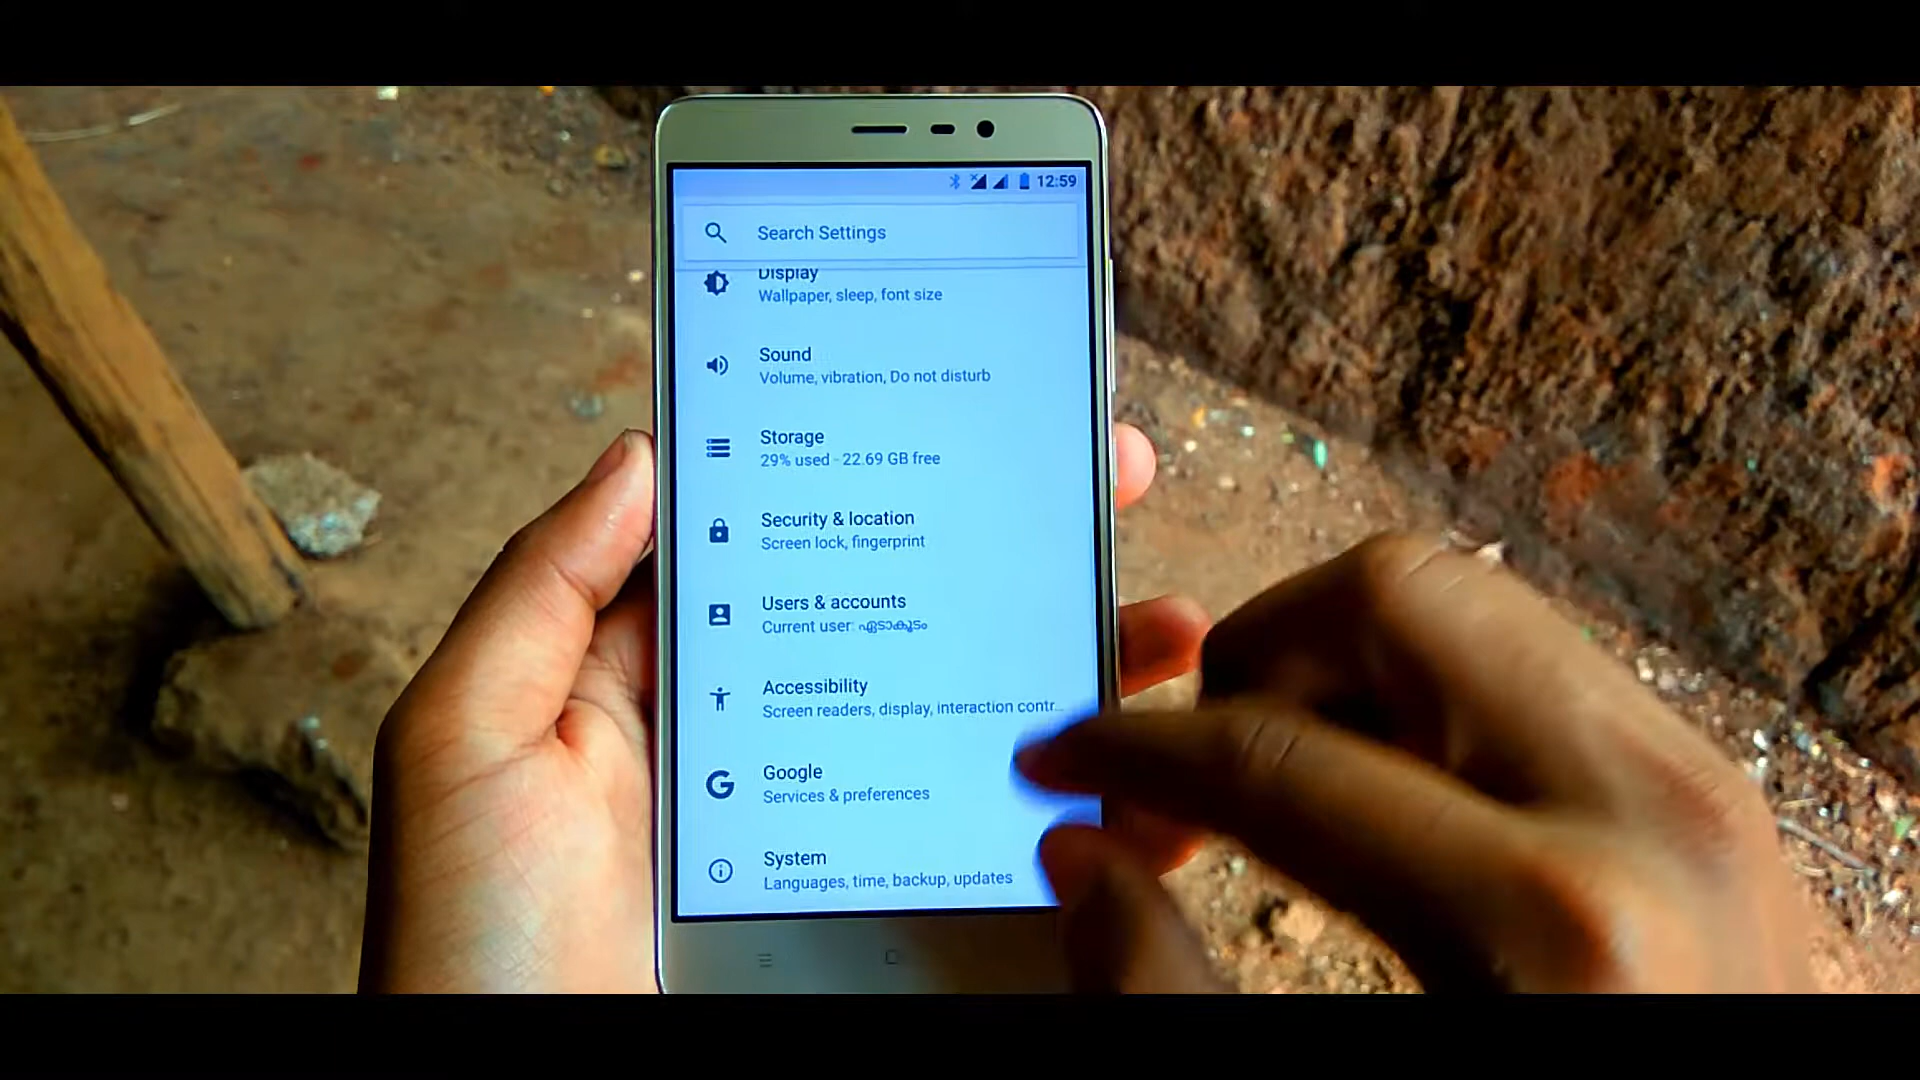 12:59
Search Settings
Display
Wallpaper, sleep, font size
Sound
Volume, vibration, Do not disturb
Storage
29% used - 22.69 GB free
Security & location
Screen lock, fingerprint
Users & accounts
Current user: ഏടാകൂടം
Accessibility
Screen readers, display, interaction contr...
Google
Services & preferences
System
Languages, time, backup, updates